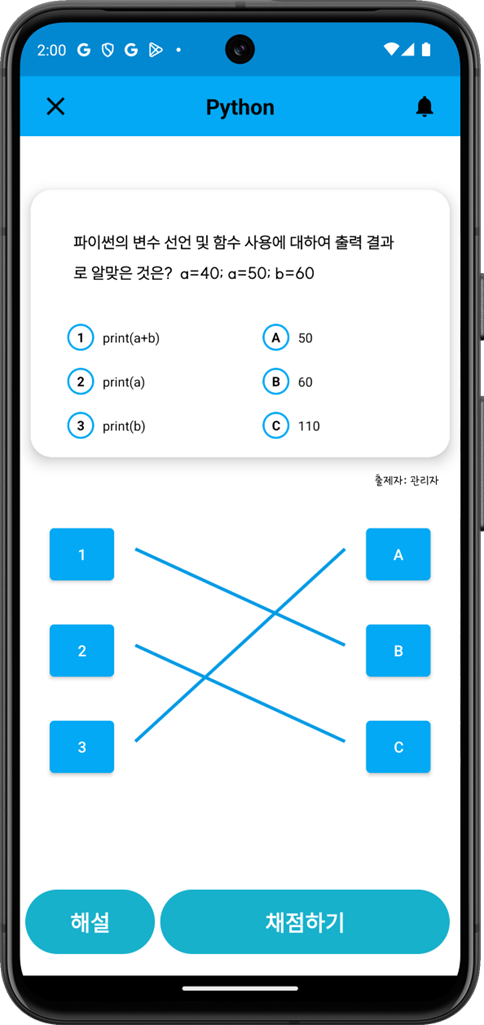 2:00
Python
파이썬의 변수 선언 및 함수 사용에 대하여 출력 결과
로 알맞은 것은? a=40; a=50; b=60
1 print(a+b) A 50
2 print(a) B 60
3 print(b) C 110
출제자: 관리자
1 A
2 B
3 C
해설 채점하기